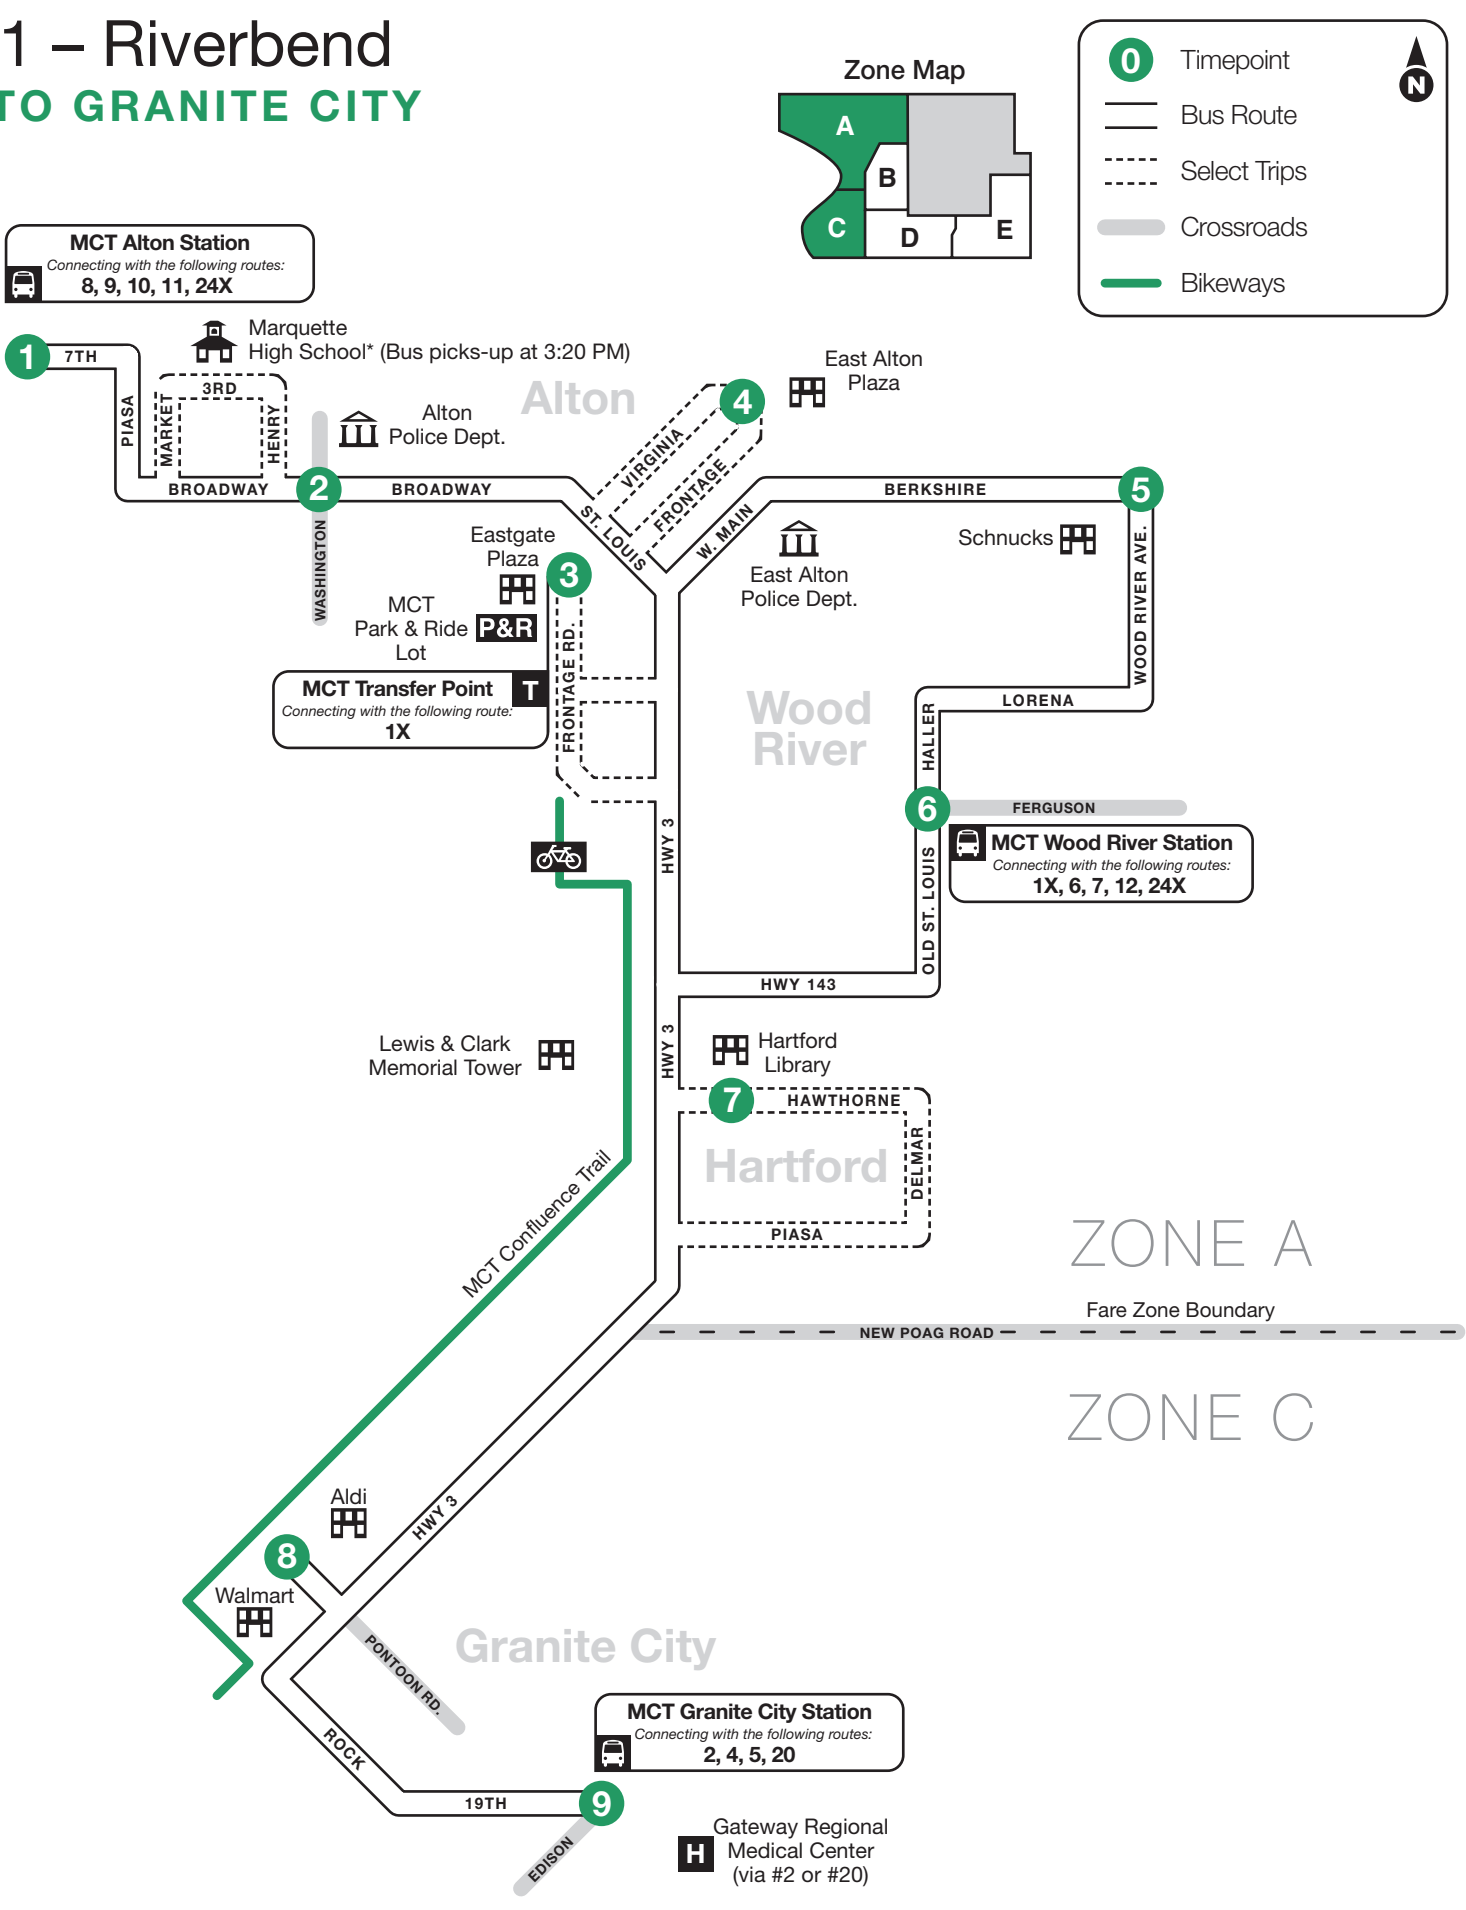 1 – Riverbend
TO GRANITE CITY
Zone Map
A
B
C
D
E
0 Timepoint
N
Bus Route
Select Trips
Crossroads
Bikeways
MCT Alton Station
Connecting with the following routes:
8, 9, 10, 11, 24X
1
7TH
PIASA
Marquette
High School* (Bus picks-up at 3:20 PM)
3RD
MARKET
HENRY
Alton
Alton
Police Dept.
BROADWAY
2
BROADWAY
WASHINGTON
East Alton
Plaza
4
VIRGINIA
FRONTAGE
ST. LOUIS
W. MAIN
BERKSHIRE
5
Schnucks
East Alton
Police Dept.
WOOD RIVER AVE.
Eastgate
Plaza
3
MCT
Park & Ride
Lot
P&R
MCT Transfer Point
T
Connecting with the following route:
1X
FRONTAGE RD.
Wood
River
LORENA
HALLER
6
FERGUSON
MCT Wood River Station
Connecting with the following routes:
1X, 6, 7, 12, 24X
HWY 3
OLD ST. LOUIS
HWY 143
Lewis & Clark
Memorial Tower
HWY 3
Hartford
Library
7
HAWTHORNE
Hartford
DELMAR
PIASA
MCT Confluence Trail
ZONE A
Fare Zone Boundary
NEW POAG ROAD
ZONE C
Aldi
HWY 3
8
Walmart
PONTOON RD.
Granite City
ROCK
MCT Granite City Station
Connecting with the following routes:
2, 4, 5, 20
19TH
9
EDISON
H
Gateway Regional
Medical Center
(via #2 or #20)